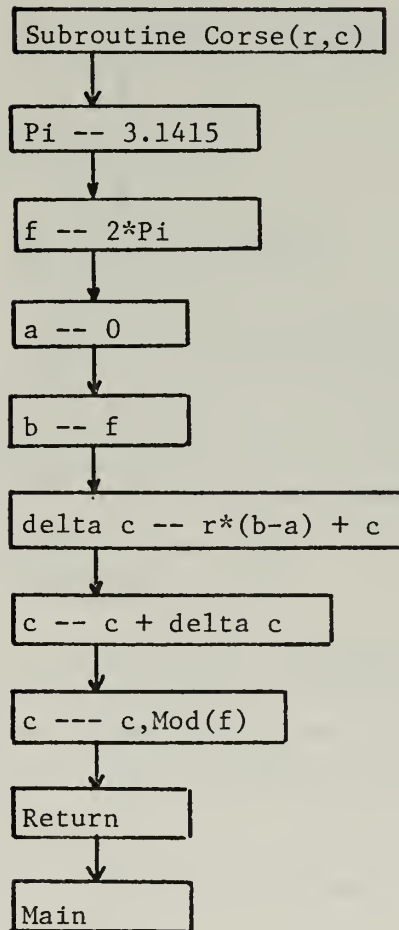 Subroutine Corse(r,c)
Pi -- 3.1415
f -- 2*Pi
a -- 0
b -- f
delta c -- r*(b-a) + c
c -- c + delta c
c --- c,Mod(f)
Return
Main